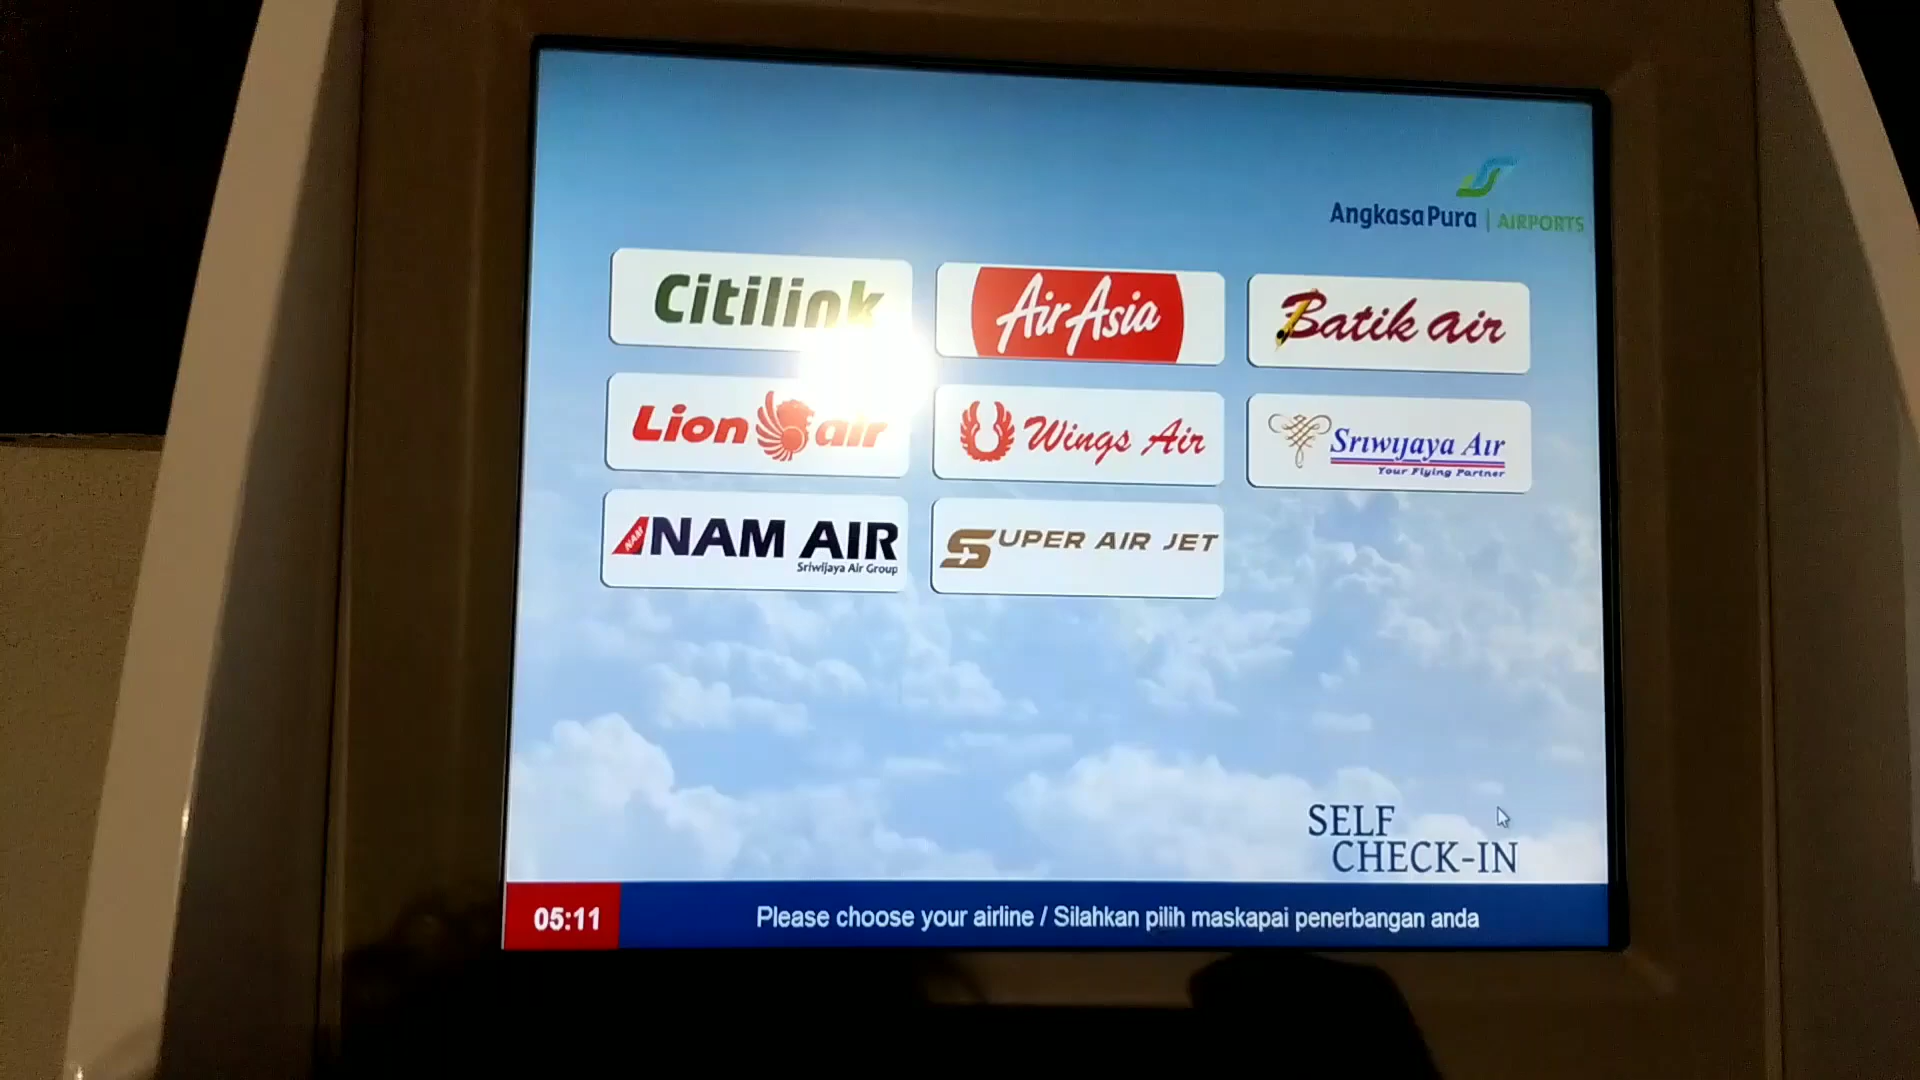 AngkasaPura | AIRPORTS
Citilink
AirAsia
Batik air
Lion air
Wings Air
Sriwijaya Air
Your Flying Partner
NAM
NAM AIR
Sriwijaya Air Group
SUPER AIR JET
SELF
CHECK-IN
05:11
Please choose your airline / Silahkan pilih maskapai penerbangan anda